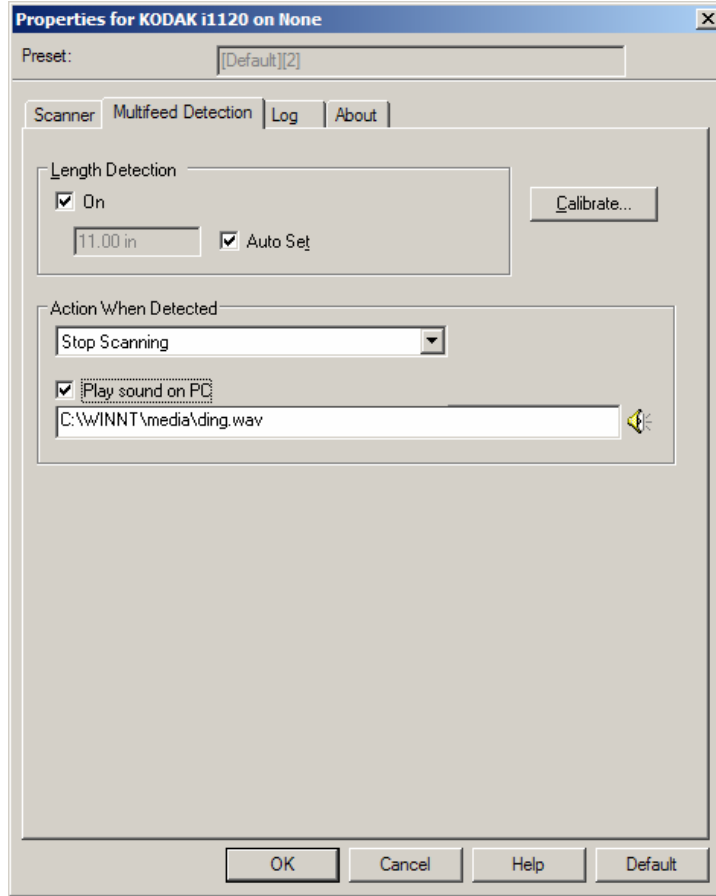 Properties for KODAK i1120 on None
Preset: [Default][2]
Scanner Multifeed Detection Log About
Length Detection
On
Calibrate...
11.00 in Auto Set
Action When Detected
Stop Scanning
Play sound on PC
C:\WINNT\media\ding.wav
OK Cancel Help Default